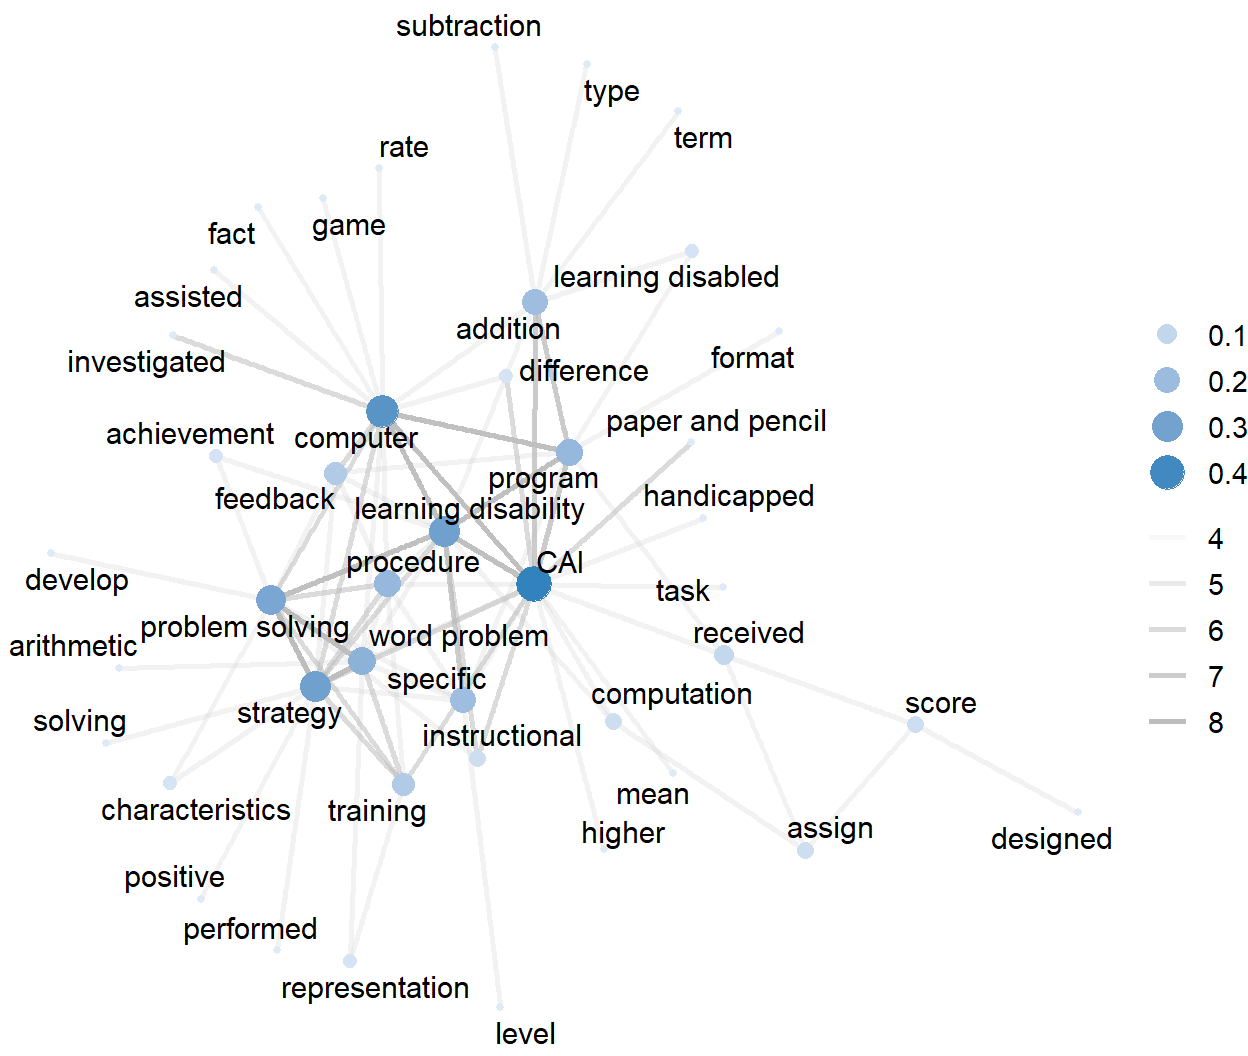 subtraction
type
term
rate
game
fact
learning disabled
assisted
addition
investigated
format
difference
paper and pencil
achievement
computer
program
feedback
handicapped
learning disability
procedure
CAI
develop
task
problem solving
received
arithmetic
word problem
specific
computation
score
solving
strategy
instructional
mean
characteristics
training
higher
assign
designed
positive
performed
representation
level
0.1
0.2
0.3
0.4
4
5
6
7
8